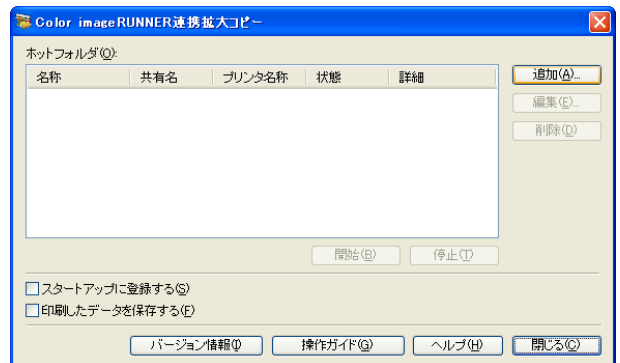 Color imageRUNNER連携拡大コピー
ホットフォルダ(O):
名称 共有名 プリンタ名称 状態 詳細
追加(A)...
編集(E)...
削除(D)
開始(B) 停止(T)
スタートアップに登録する(S)
印刷したデータを保存する(F)
バージョン情報(I) 操作ガイド(G) ヘルプ(H) 閉じる(C)